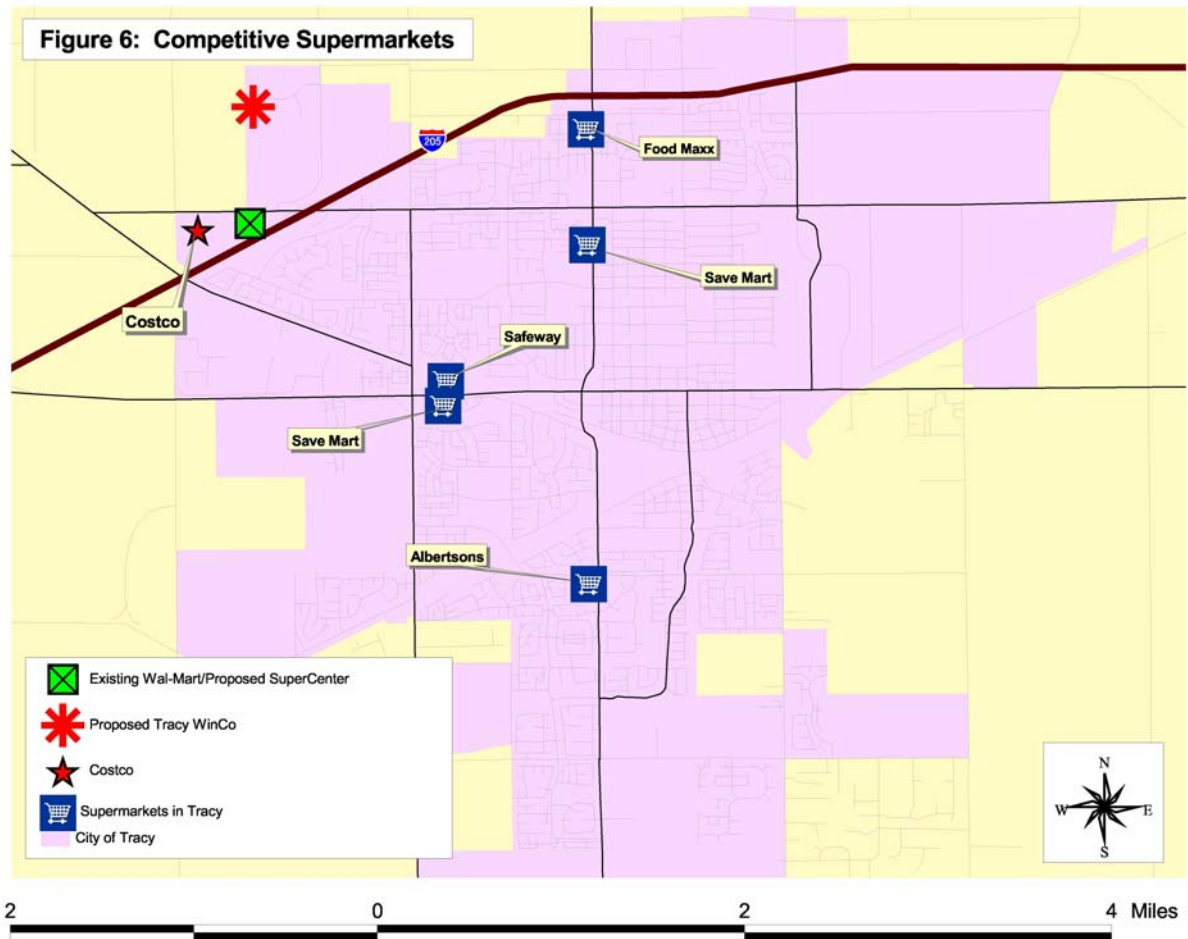 Figure 6: Competitive Supermarkets
205
Food Maxx
Save Mart
Costco
Safeway
Save Mart
Albertsons
Existing Wal-Mart/Proposed SuperCenter
Proposed Tracy WinCo
Costco
Supermarkets in Tracy
City of Tracy
N
W E
S
2 0 2 4 Miles